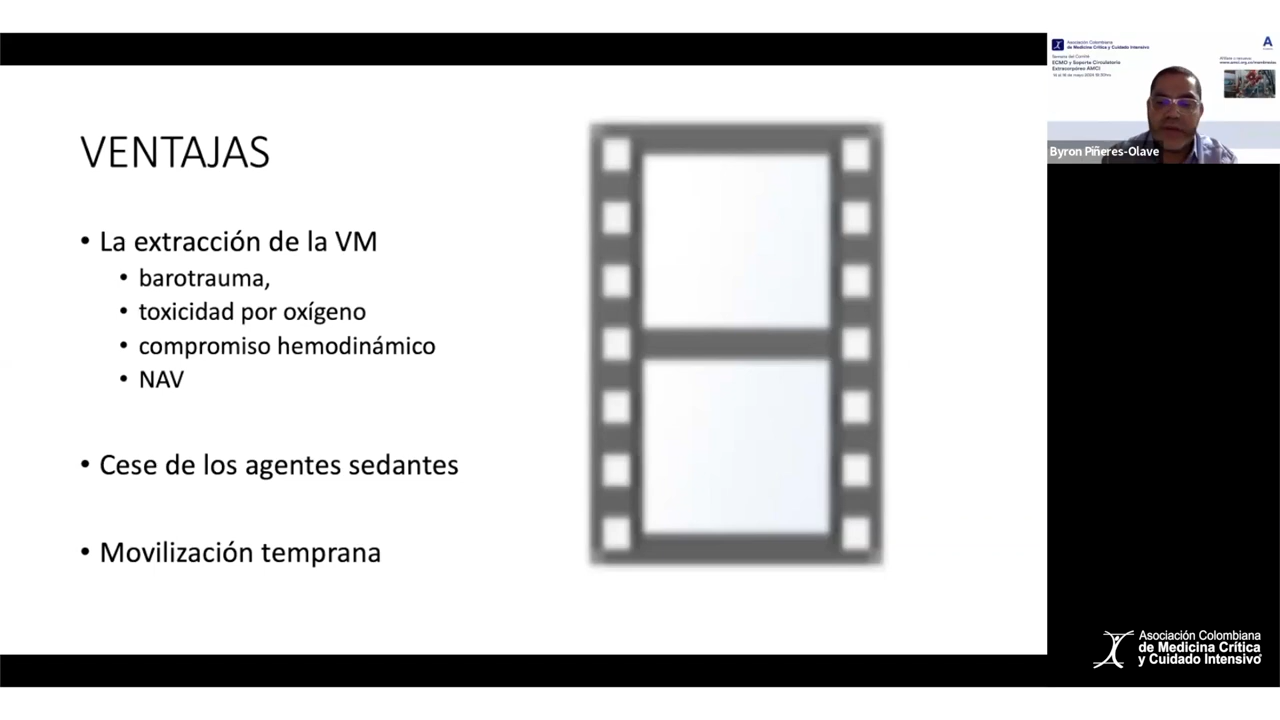 VENTAJAS
• La extracción de la VM
• barotrauma,
• toxicidad por oxígeno
• compromiso hemodinámico
• NAV
• Cese de los agentes sedantes
• Movilización temprana
Asociación Colombiana
de Medicina Crítica y Cuidado Intensivo
ECMO y Soporte Circulatorio
Extracorpóreo AMCI
Byron Piñeres-Olave
Asociación Colombiana
de Medicina Crítica
y Cuidado Intensivo